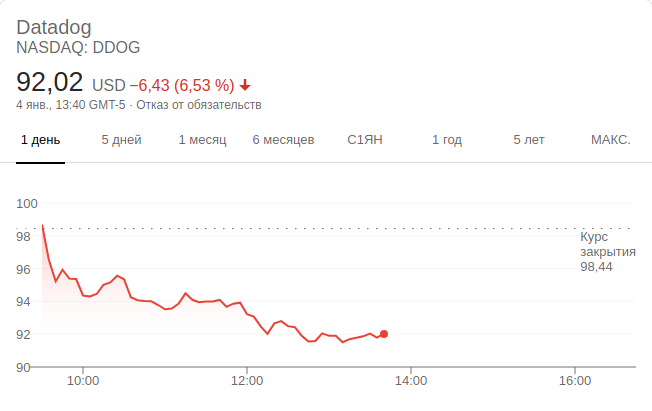 Datadog
NASDAQ: DDOG
92,02 USD −6,43 (6,53 %)
4 янв., 13:40 GMT-5 · Отказ от обязательств
1 день 5 дней 1 месяц 6 месяцев С1ЯН 1 год 5 лет МАКС.
100
98
96
94
92
90
Курс
закрытия
98,44
10:00 12:00 14:00 16:00